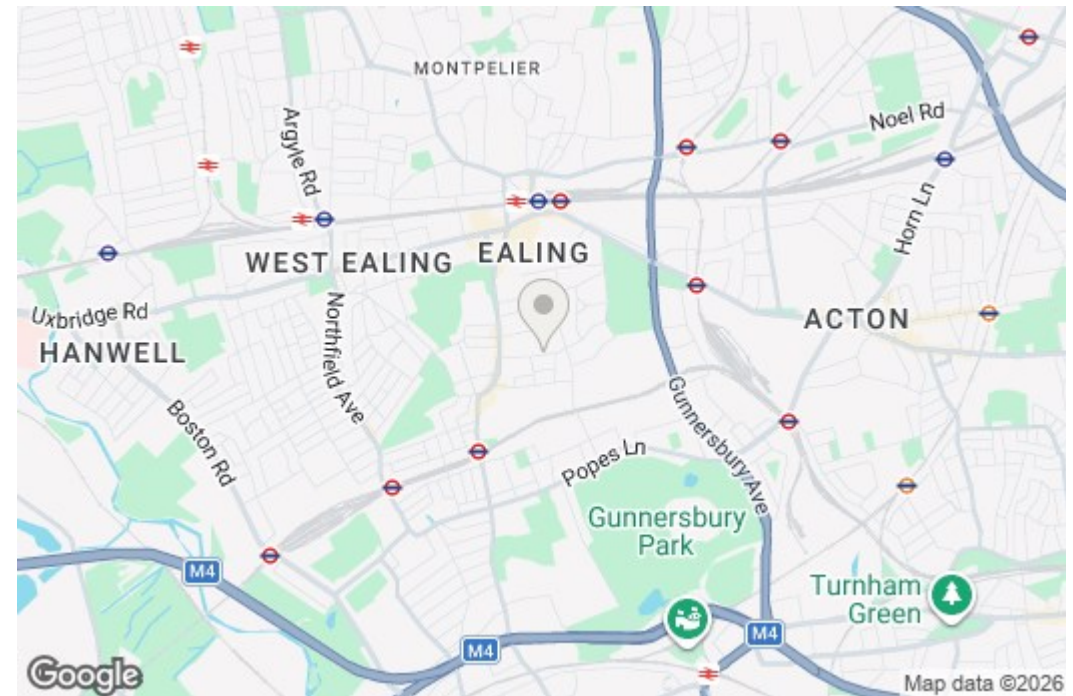 MONTPELIER
Argyle Rd
Noel Rd
Horn Ln
WEST EALING
EALING
Uxbridge Rd
HANWELL
ACTON
Northfield Ave
Boston Rd
Gunnersbury Ave
Popes Ln
Gunnersbury
Park
M4
Turnham
Green
M4
M4
Google
Map data ©2026